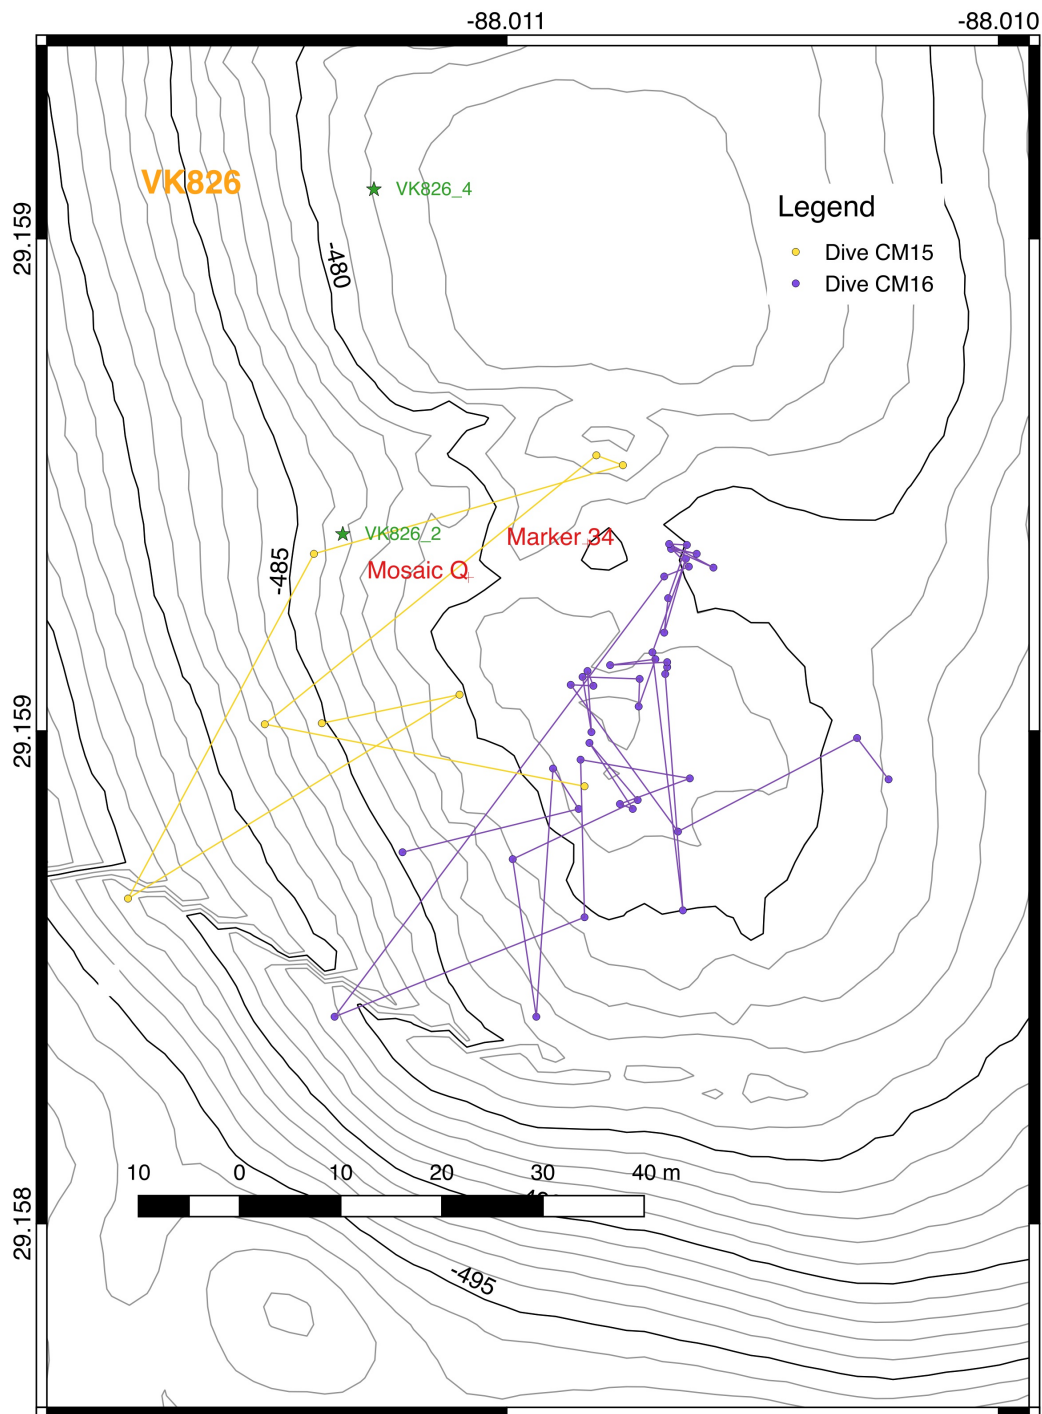 -88.011 -88.010
VK826
VK826_4
29.159
Legend
Dive CM15
Dive CM16
-480
VK826_2
Marker 34
-485
Mosaic Q
29.159
10 0 10 20 30 40 m
29.158
-495